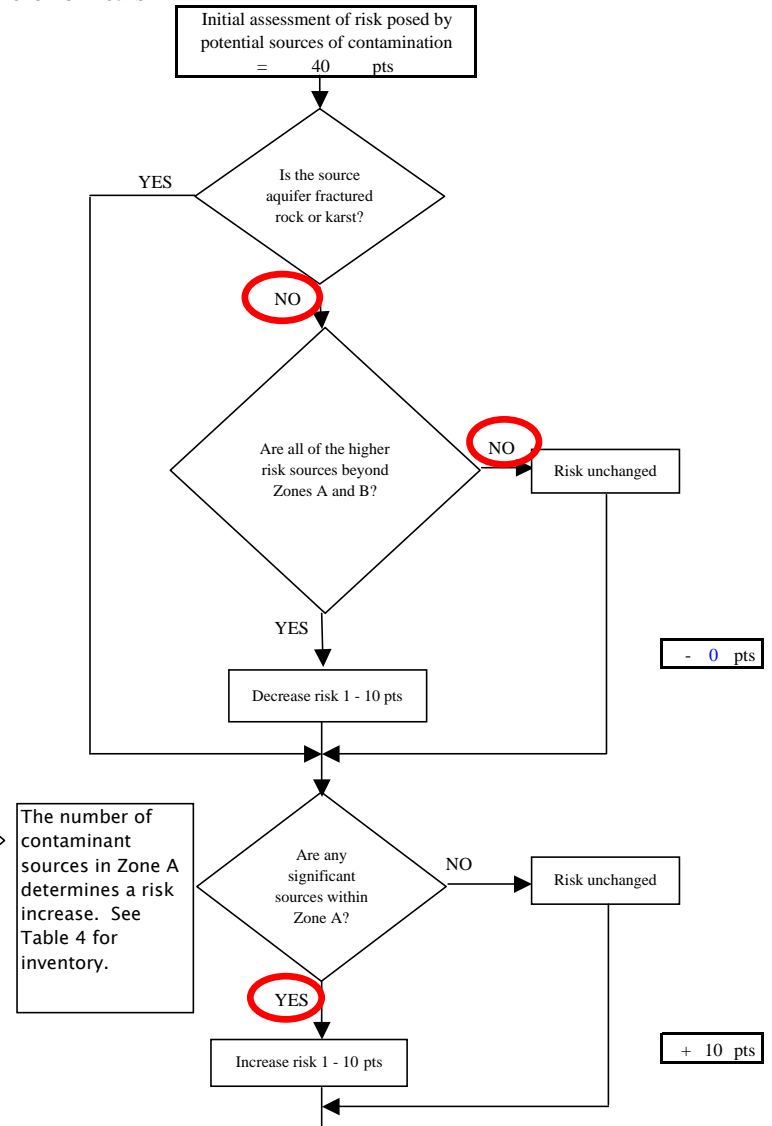 Initial assessment of risk posed by
potential sources of contamination
= 40 pts
YES
Is the source
aquifer fractured
rock or karst?
NO
Are all of the higher
risk sources beyond
Zones A and B?
NO
Risk unchanged
YES
- 0 pts
Decrease risk 1 - 10 pts
The number of
contaminant
sources in Zone A
determines a risk
increase. See
Table 4 for
inventory.
Are any
significant
sources within
Zone A?
NO
Risk unchanged
YES
Increase risk 1 - 10 pts
+ 10 pts